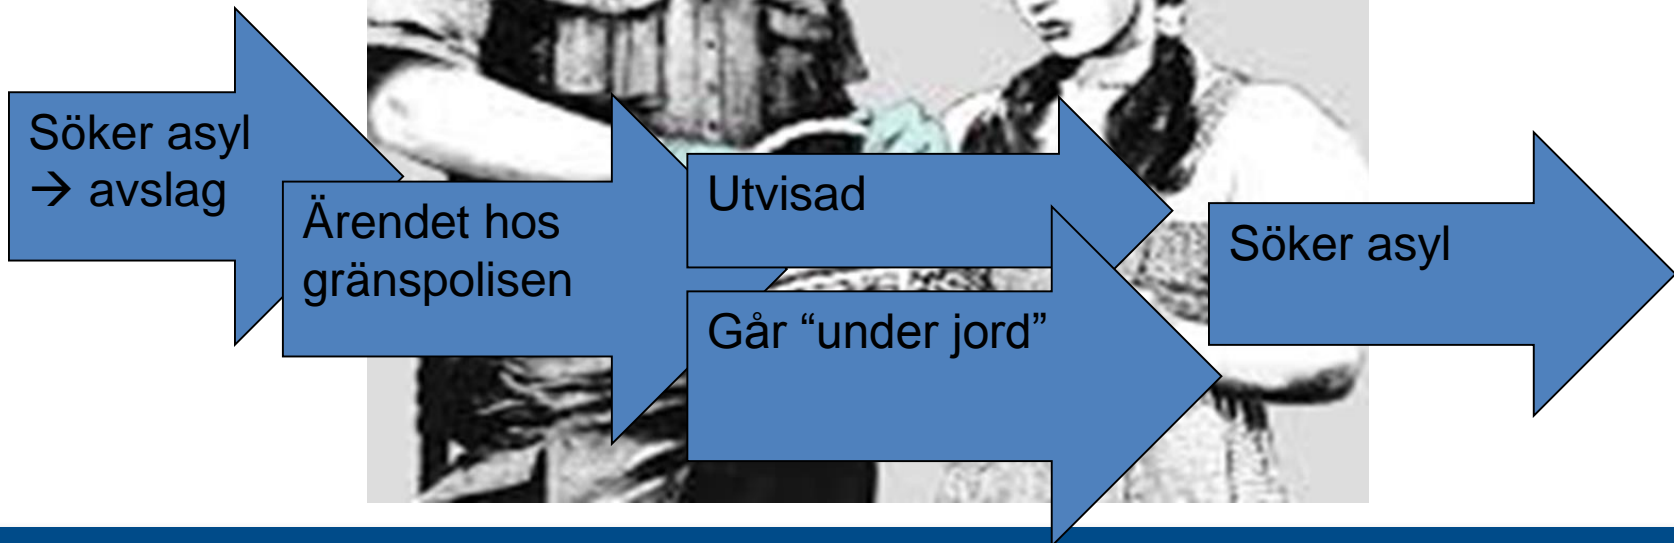 Söker asyl
→ avslag
Ärendet hos
gränspolisen
Utvisad
Går “under jord”
Söker asyl